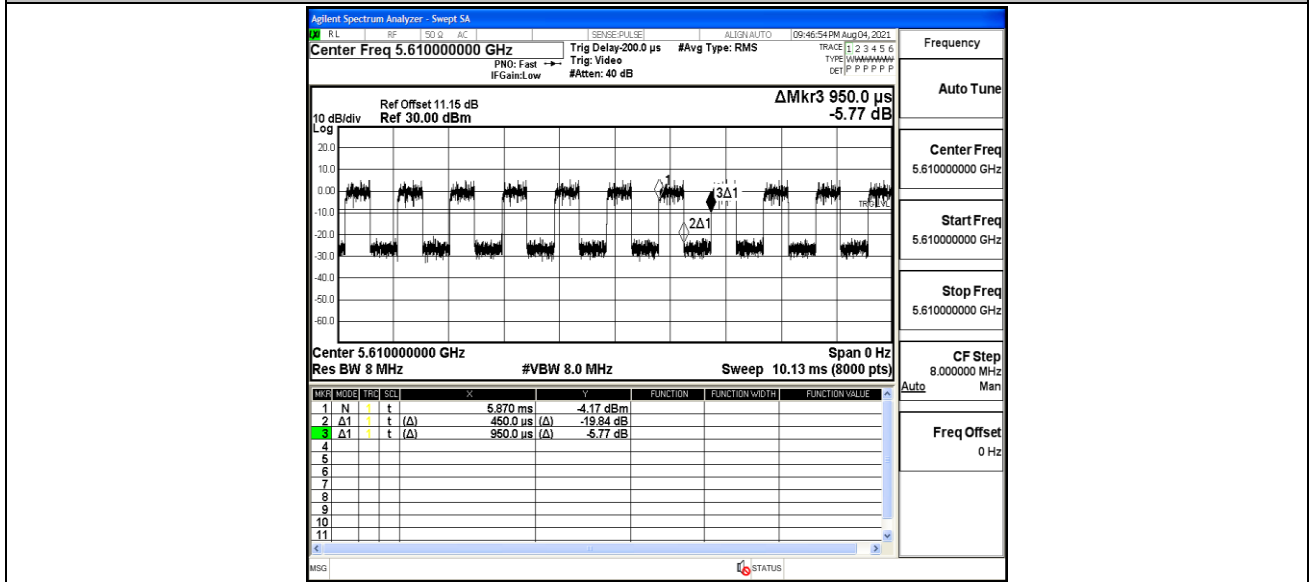 Agilent Spectrum Analyzer - Swept SA
LXI RL RF 50 Ω AC SENSE:PULSE ALIGN AUTO 09:46:54 PM Aug 04, 2021
Center Freq 5.610000000 GHz
PNO: Fast
IFGain:Low
Trig Delay-200.0 µs
Trig: Video
#Atten: 40 dB
#Avg Type: RMS
TRACE 1 2 3 4 5 6
TYPE WWWWWW
DET P P P P P P
ΔMkr3 950.0 µs
-5.77 dB
Ref Offset 11.15 dB
10 dB/div Ref 30.00 dBm
Log
20.0
10.0
0.00
-10.0
-20.0
-30.0
-40.0
-50.0
-60.0
1
3Δ1
2Δ1
TRIG LVL
Center 5.610000000 GHz Span 0 Hz
Res BW 8 MHz #VBW 8.0 MHz Sweep 10.13 ms (8000 pts)
MKR MODE TRC SCL X Y FUNCTION FUNCTION WIDTH FUNCTION VALUE
1 N 1 t 5.870 ms -4.17 dBm
2 Δ1 1 t (Δ) 450.0 µs (Δ) -19.84 dB
3 Δ1 1 t (Δ) 950.0 µs (Δ) -5.77 dB
4
5
6
7
8
9
10
11
MSG STATUS
Frequency
Auto Tune
Center Freq
5.610000000 GHz
Start Freq
5.610000000 GHz
Stop Freq
5.610000000 GHz
CF Step
8.000000 MHz
Auto Man
Freq Offset
0 Hz